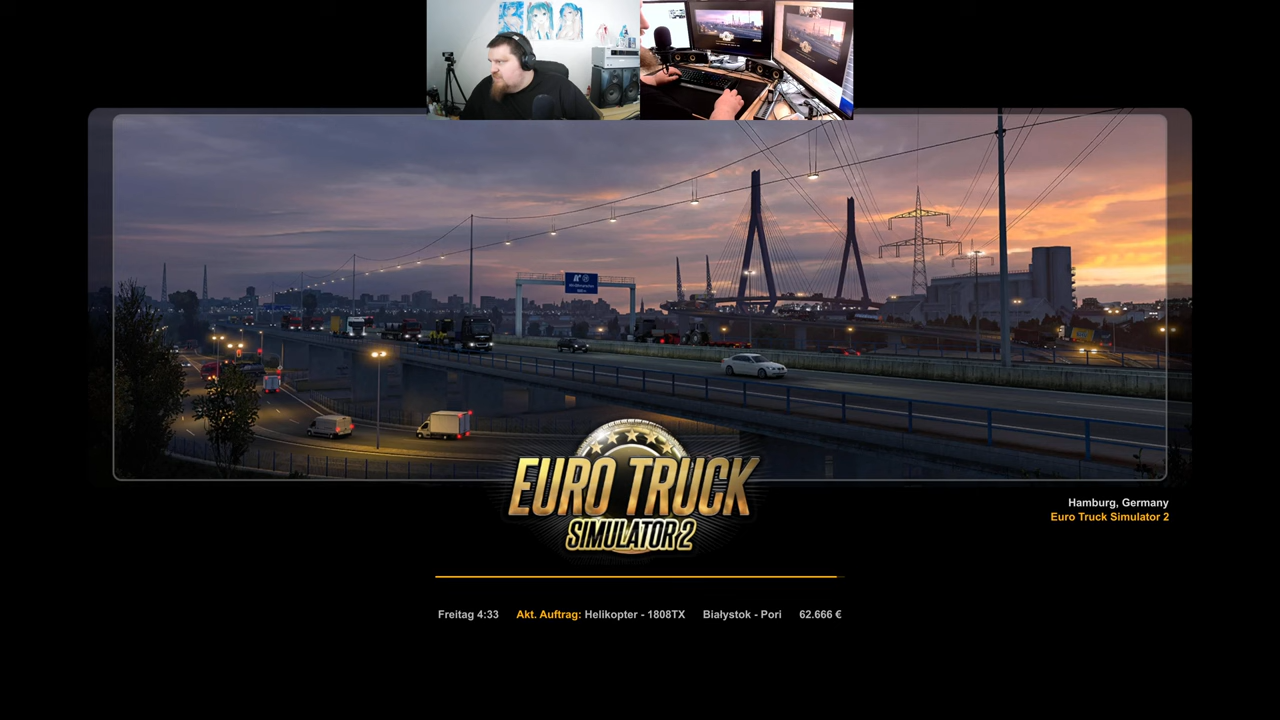 EURO TRUCK
SIMULATOR 2
Hamburg, Germany
Euro Truck Simulator 2
Freitag 4:33 Akt. Auftrag: Helikopter - 1808TX Białystok - Pori 62.666 €